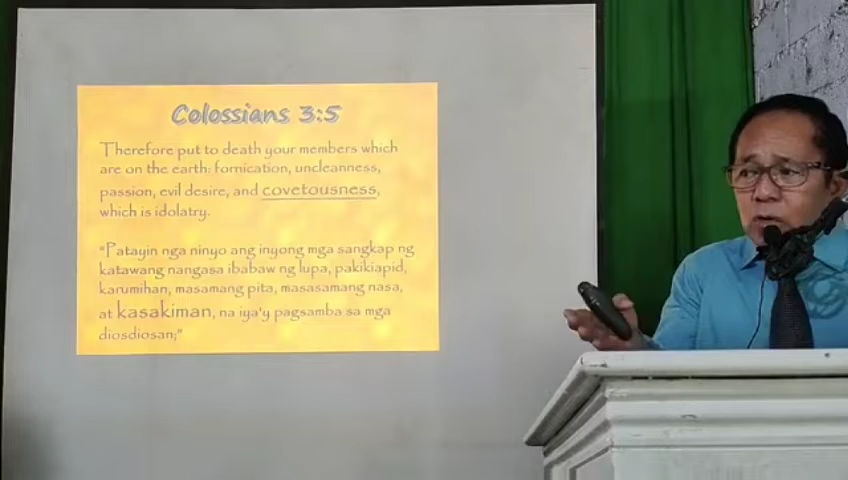 Colossians 3:5
Therefore put to death your members which
are on the earth: fornication, uncleanness,
passion, evil desire, and covetousness,
which is idolatry.
"Patayin nga ninyo ang inyong mga sangkap ng
katawang nangasa ibabaw ng lupa, pakikiapid,
karumihan, masamang pita, masasamang nasa,
at kasakiman, na iya'y pagsamba sa mga
diosdiosan;"